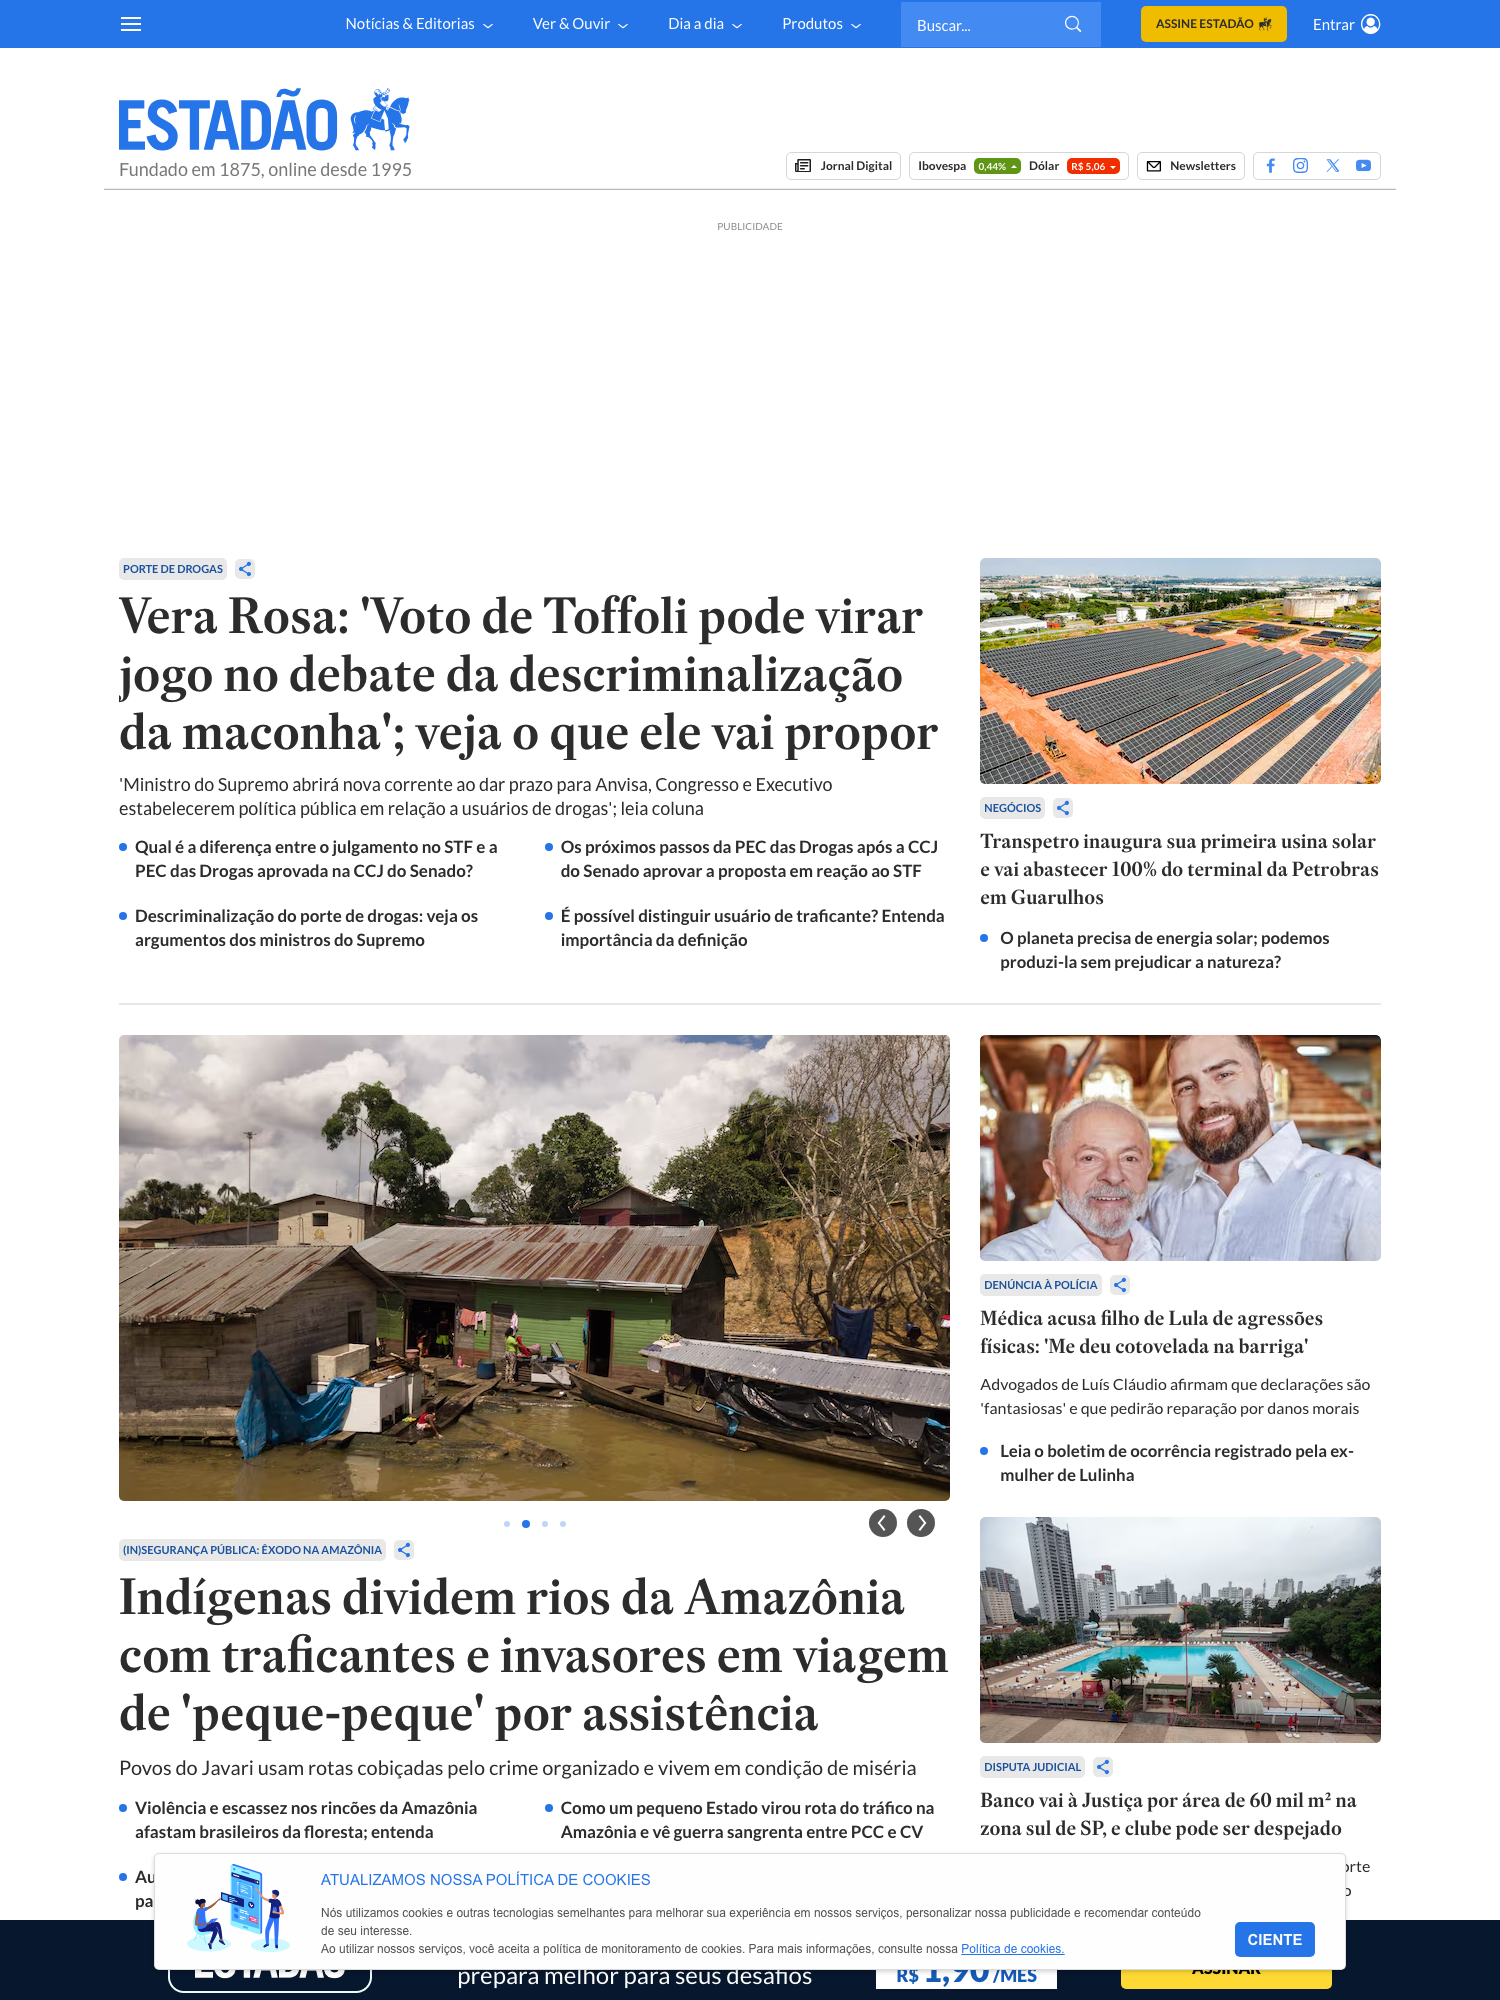 Notícias & Editorias
Ver & Ouvir
Dia a dia
Produtos
Buscar...
ASSINE ESTADÃO
Entrar
ESTADÃO
Fundado em 1875, online desde 1995
Jornal Digital
Ibovespa 0,44% Dólar R$ 5,06
Newsletters
PUBLICIDADE
PORTE DE DROGAS
Vera Rosa: 'Voto de Toffoli pode virar
jogo no debate da descriminalização
da maconha'; veja o que ele vai propor
'Ministro do Supremo abrirá nova corrente ao dar prazo para Anvisa, Congresso e Executivo
estabelecerem política pública em relação a usuários de drogas'; leia coluna
Qual é a diferença entre o julgamento no STF e a
PEC das Drogas aprovada na CCJ do Senado?
Os próximos passos da PEC das Drogas após a CCJ
do Senado aprovar a proposta em reação ao STF
Descriminalização do porte de drogas: veja os
argumentos dos ministros do Supremo
É possível distinguir usuário de traficante? Entenda
importância da definição
NEGÓCIOS
Transpetro inaugura sua primeira usina solar
e vai abastecer 100% do terminal da Petrobras
em Guarulhos
O planeta precisa de energia solar; podemos
produzi-la sem prejudicar a natureza?
(IN)SEGURANÇA PÚBLICA: ÊXODO NA AMAZÔNIA
Indígenas dividem rios da Amazônia
com traficantes e invasores em viagem
de 'peque-peque' por assistência
Povos do Javari usam rotas cobiçadas pelo crime organizado e vivem em condição de miséria
Violência e escassez nos rincões da Amazônia
afastam brasileiros da floresta; entenda
Como um pequeno Estado virou rota do tráfico na
Amazônia e vê guerra sangrenta entre PCC e CV
Au
pa
DENÚNCIA À POLÍCIA
Médica acusa filho de Lula de agressões
físicas: 'Me deu cotovelada na barriga'
Advogados de Luís Cláudio afirmam que declarações são
'fantasiosas' e que pedirão reparação por danos morais
Leia o boletim de ocorrência registrado pela ex-
mulher de Lulinha
DISPUTA JUDICIAL
Banco vai à Justiça por área de 60 mil m² na
zona sul de SP, e clube pode ser despejado
orte
o
ATUALIZAMOS NOSSA POLÍTICA DE COOKIES
Nós utilizamos cookies e outras tecnologias semelhantes para melhorar sua experiência em nossos serviços, personalizar nossa publicidade e recomendar conteúdo
de seu interesse.
Ao utilizar nossos serviços, você aceita a política de monitoramento de cookies. Para mais informações, consulte nossa Política de cookies.
CIENTE
ESTADÃO
prepara melhor para seus desafios
R$ 1,90 /MÊS
ASSINAR